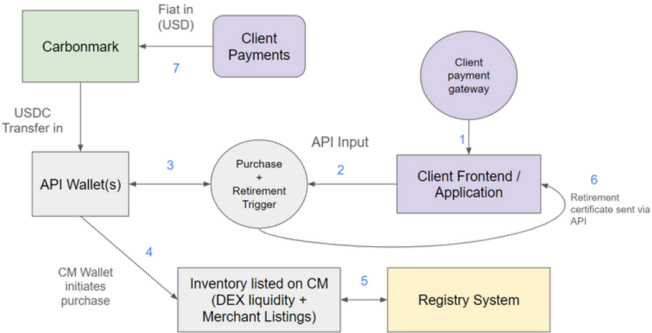 Fiat in
(USD)
Carbonmark
Client
Payments
7
Client
payment
gateway
USDC
Transfer in
API Input
1
Purchase
+
Retirement
Trigger
3
2
API Wallet(s)
Client Frontend /
Application
6
Retirement
certificate sent via
API
4
CM Wallet
initiates
purchase
Inventory listed on CM
(DEX liquidity +
Merchant Listings)
5
Registry System